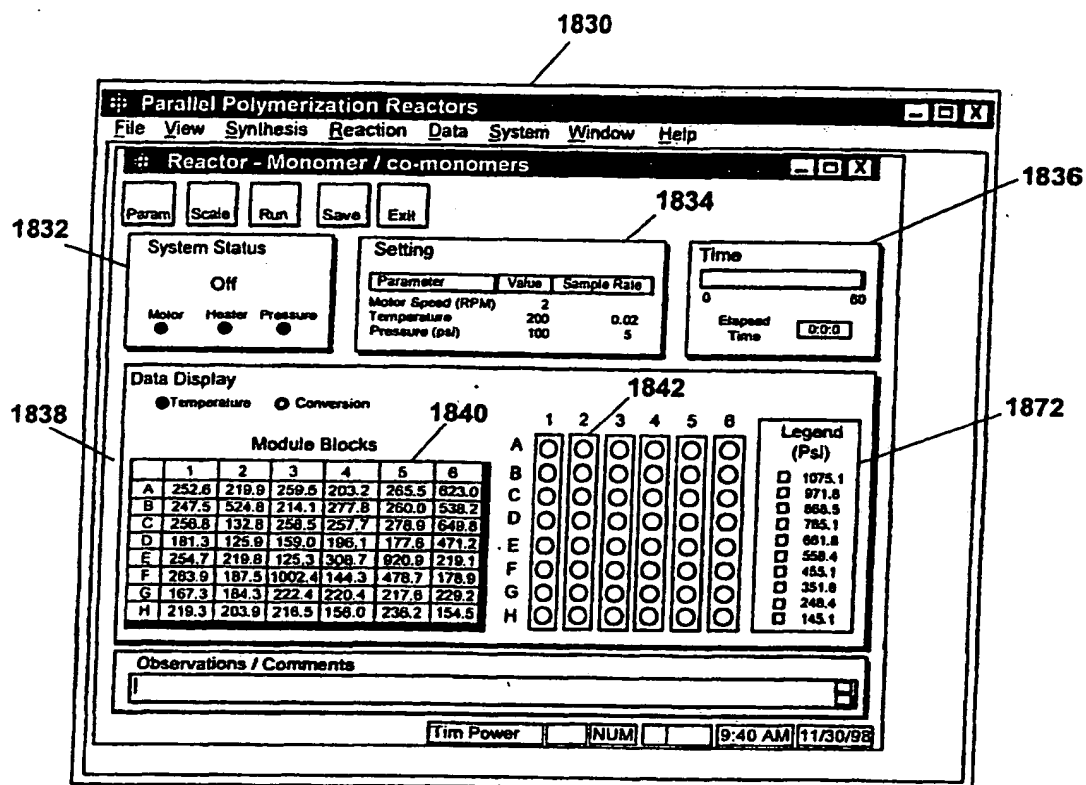 1830
Parallel Polymerization Reactors
File View Synthesis Reaction Data System Window Help
Reactor - Monomer / co-monomers
1836
Param Scale Run Save Exit
1834
1832
System Status
Off
Motor Heater Pressure
Setting
Parameter Value Sample Rate
Motor Speed (RPM) 2
Temperature 200 0.02
Pressure (psi) 100 5
Time
0 60
Elapsed Time 0:0:0
Data Display
Temperature Conversion
1838
1840
1842
1872
Module Blocks
1 2 3 4 5 6
A 252.6 219.9 259.5 203.2 265.5 623.0
B 247.5 524.8 214.1 277.8 260.0 538.2
C 256.8 132.8 258.5 257.7 278.9 649.8
D 181.3 125.9 159.0 196.1 177.6 471.2
E 254.7 219.8 125.3 308.7 920.9 219.1
F 263.9 187.5 1002.4 144.3 478.7 178.9
G 167.3 184.3 222.4 220.4 217.6 229.2
H 219.3 203.9 216.5 156.0 236.2 154.5
1 2 3 4 5 6
A
B
C
D
E
F
G
H
Legend
(Psi)
1075.1
971.8
868.5
765.1
661.8
558.4
455.1
351.8
248.4
145.1
Observations / Comments
Tim Power NUM 9:40 AM 11/30/98